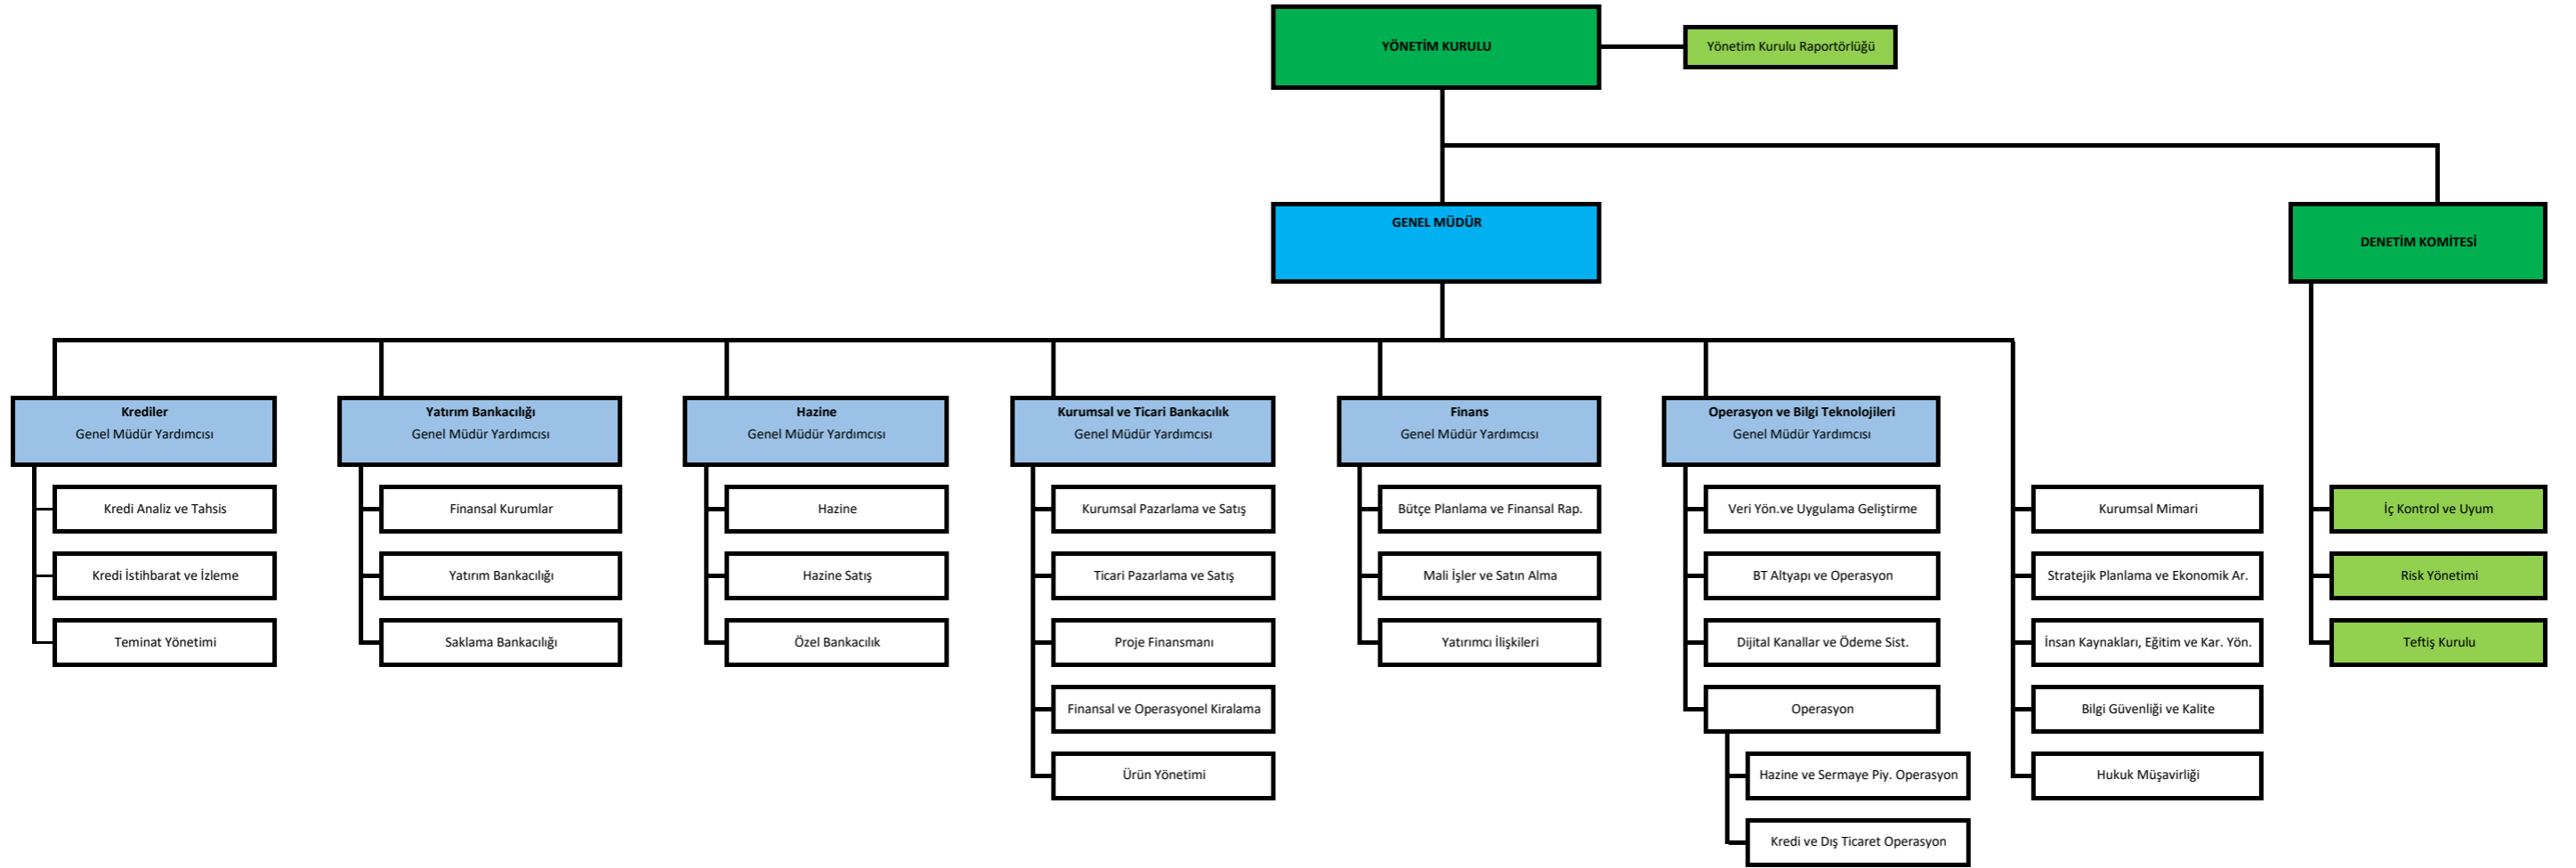 YÖNETİM KURULU
Yönetim Kurulu Raportörlüğü
GENEL MÜDÜR
DENETİM KOMİTESİ
Krediler
Genel Müdür Yardımcısı
Kredi Analiz ve Tahsis
Kredi İstihbarat ve İzleme
Teminat Yönetimi
Yatırım Bankacılığı
Genel Müdür Yardımcısı
Finansal Kurumlar
Yatırım Bankacılığı
Saklama Bankacılığı
Hazine
Genel Müdür Yardımcısı
Hazine
Hazine Satış
Özel Bankacılık
Kurumsal ve Ticari Bankacılık
Genel Müdür Yardımcısı
Kurumsal Pazarlama ve Satış
Ticari Pazarlama ve Satış
Proje Finansmanı
Finansal ve Operasyonel Kiralama
Ürün Yönetimi
Finans
Genel Müdür Yardımcısı
Bütçe Planlama ve Finansal Rap.
Mali İşler ve Satın Alma
Yatırımcı İlişkileri
Operasyon ve Bilgi Teknolojileri
Genel Müdür Yardımcısı
Veri Yön.ve Uygulama Geliştirme
BT Altyapı ve Operasyon
Dijital Kanallar ve Ödeme Sist.
Operasyon
Hazine ve Sermaye Piy. Operasyon
Kredi ve Dış Ticaret Operasyon
Kurumsal Mimari
Stratejik Planlama ve Ekonomik Ar.
İnsan Kaynakları, Eğitim ve Kar. Yön.
Bilgi Güvenliği ve Kalite
Hukuk Müşavirliği
İç Kontrol ve Uyum
Risk Yönetimi
Teftiş Kurulu